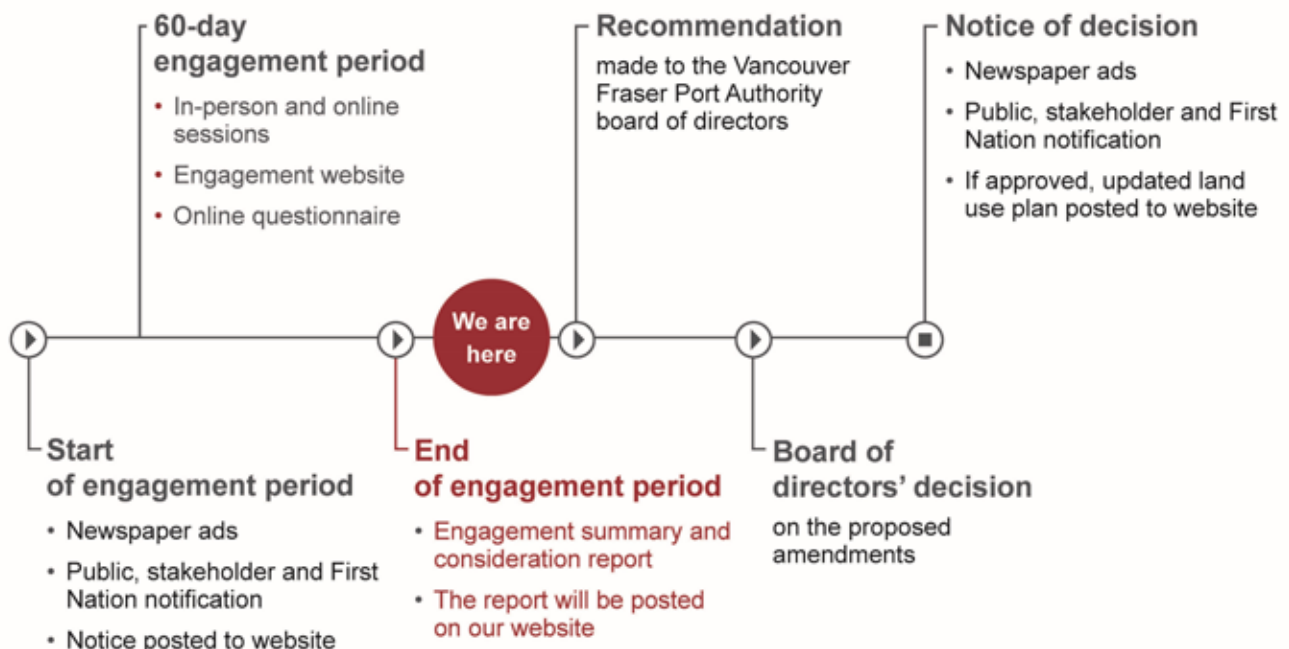 60-day
engagement period
• In-person and online
sessions
• Engagement website
• Online questionnaire
Recommendation
made to the Vancouver
Fraser Port Authority
board of directors
Notice of decision
• Newspaper ads
• Public, stakeholder and First
Nation notification
• If approved, updated land
use plan posted to website
We are
here
Start
of engagement period
• Newspaper ads
• Public, stakeholder and First
Nation notification
• Notice posted to website
End
of engagement period
• Engagement summary and
consideration report
• The report will be posted
on our website
Board of
directors’ decision
on the proposed
amendments